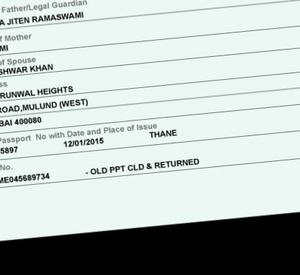 Father/Legal Guardian
A JITEN RAMASWAMI
f Mother
MI
of Spouse
SHWAR KHAN
ss
RUNWAL HEIGHTS
ROAD,MULUND (WEST)
BAI 400080
Passport No with Date and Place of Issue
5897 12/01/2015 THANE
No.
ME045689734 - OLD PPT CLD & RETURNED